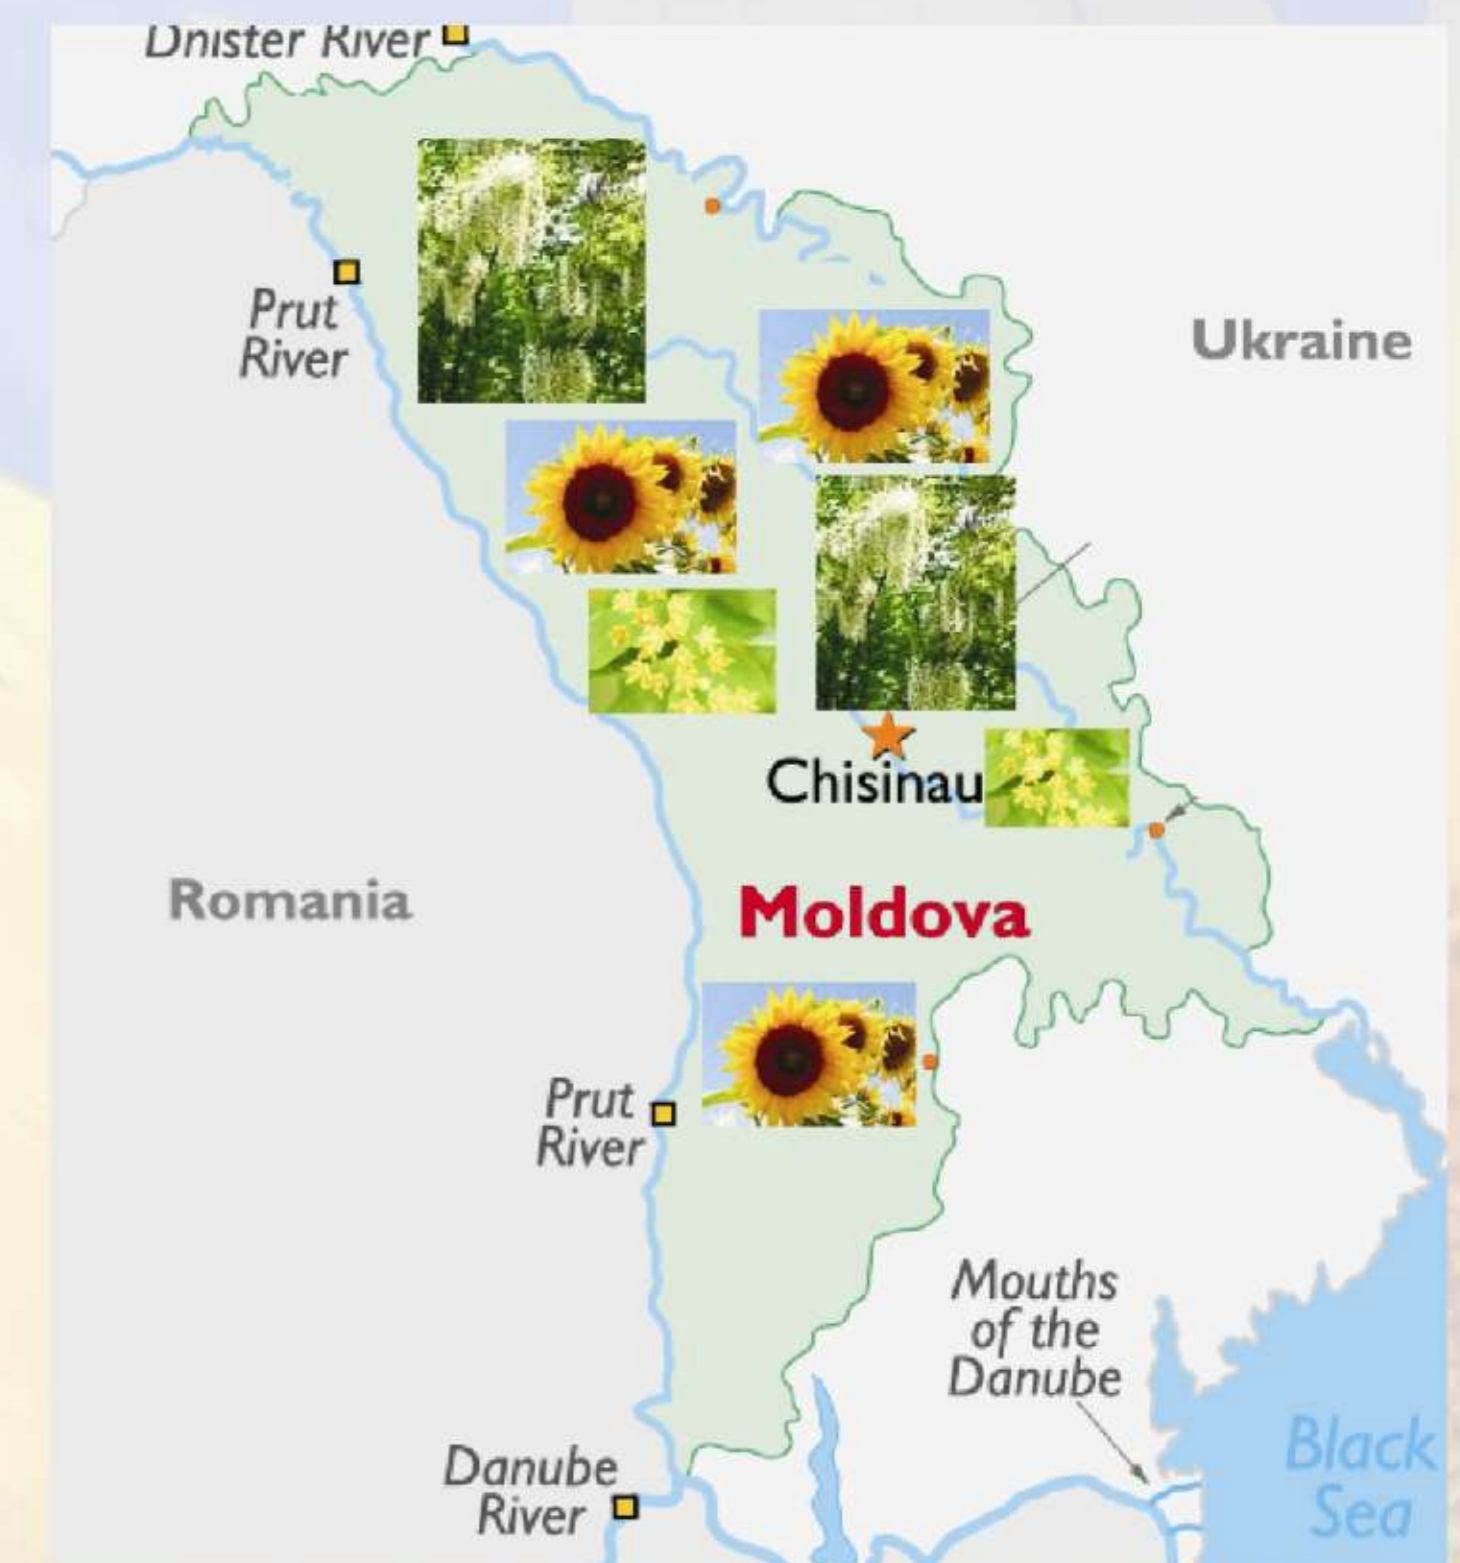 Dnister River
Prut
River
Ukraine
Chisinau
Romania
Moldova
Prut
River
Mouths
of the
Danube
Danube
River
Black
Sea